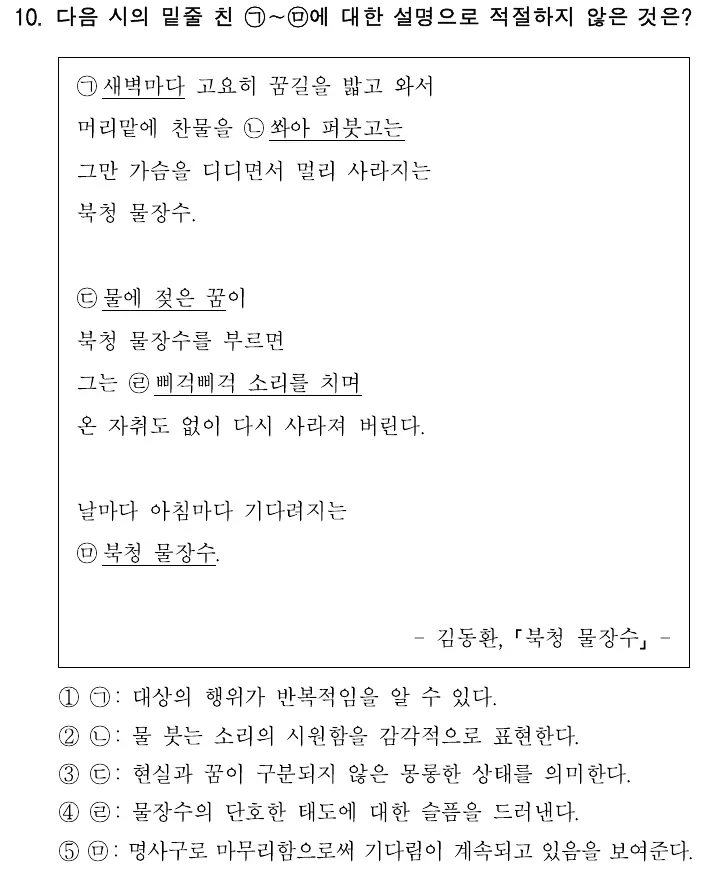 10. 다음 시의 밑줄 친 ㉠~㉤에 대한 설명으로 적절하지 않은 것은?
㉠ 새벽마다 고요히 꿈길을 밟고 와서
머리맡에 찬물을 ㉡ 쏴아 퍼붓고는
그만 가슴을 디디면서 멀리 사라지는
북청 물장수.
㉢ 물에 젖은 꿈이
북청 물장수를 부르면
그는 ㉣ 삐걱삐걱 소리를 치며
온 자취도 없이 다시 사라져 버린다.
날마다 아침마다 기다려지는
㉤ 북청 물장수.
- 김동환, 「북청 물장수」 -
① ㉠: 대상의 행위가 반복적임을 알 수 있다.
② ㉡: 물 붓는 소리의 시원함을 감각적으로 표현한다.
③ ㉢: 현실과 꿈이 구분되지 않은 몽롱한 상태를 의미한다.
④ ㉣: 물장수의 단호한 태도에 대한 슬픔을 드러낸다.
⑤ ㉤: 명사구로 마무리함으로써 기다림이 계속되고 있음을 보여준다.